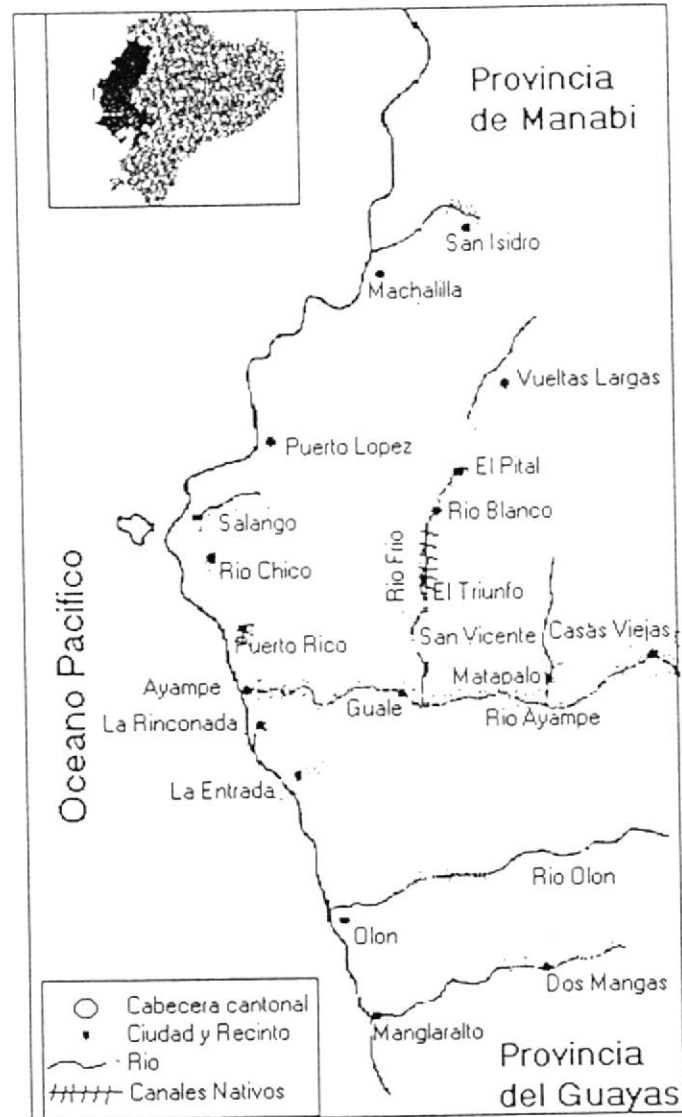 Provincia
de Manabi
San Isidro
Machalilla
Vueltas Largas
Puerto Lopez
El Pital
Salango
Rio Blanco
Rio Chico
Rio Frio
El Triunfo
Puerto Rico
San Vicente
Casas Viejas
Oceano Pacífico
Ayampe
Guale
Matapalo
Rio Ayampe
La Rinconada
La Entrada
Rio Olon
Olon
Dos Mangas
Manglaralto
Cabecera cantonal
Ciudad y Recinto
Rio
Canales Nativos
Provincia
del Guayas